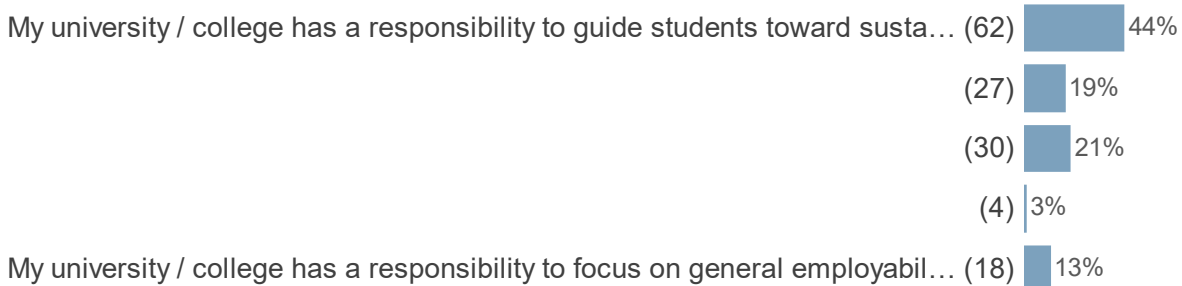 My university / college has a responsibility to guide students toward susta… (62) 44%
(27) 19%
(30) 21%
(4) 3%
My university / college has a responsibility to focus on general employabil… (18) 13%